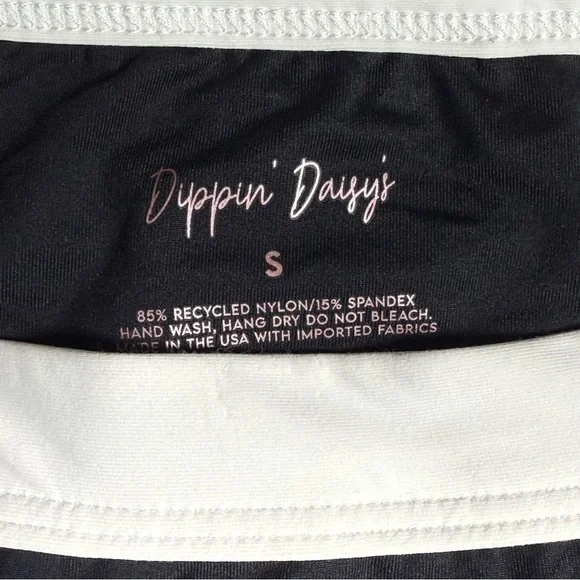 Dippin' Daisy's
S
85% RECYCLED NYLON/15% SPANDEX
HAND WASH, HANG DRY DO NOT BLEACH.
MADE IN THE USA WITH IMPORTED FABRICS